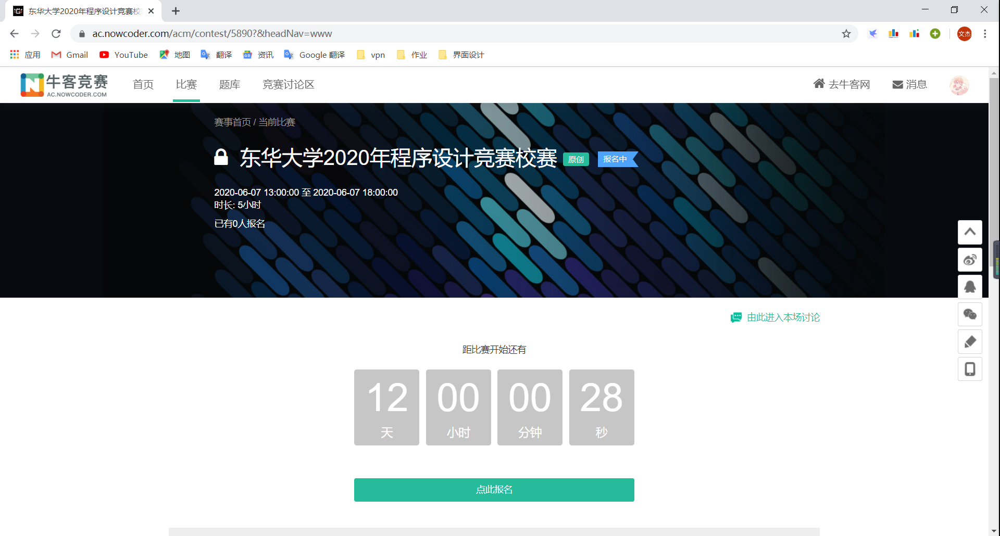 东华大学2020年程序设计竞赛校
ac.nowcoder.com/acm/contest/5890?&headNav=www
文杰
应用 Gmail YouTube 地图 翻译 资讯 Google 翻译 vpn 作业 界面设计
牛客竞赛 首页 比赛 题库 竞赛讨论区 去牛客网 消息
AC.NOWCODER.COM
赛事首页 / 当前比赛
东华大学2020年程序设计竞赛校赛 原创 报名中
2020-06-07 13:00:00 至 2020-06-07 18:00:00
时长: 5小时
已有0人报名
由此进入本场讨论
距比赛开始还有
12 00 00 28
天 小时 分钟 秒
点此报名